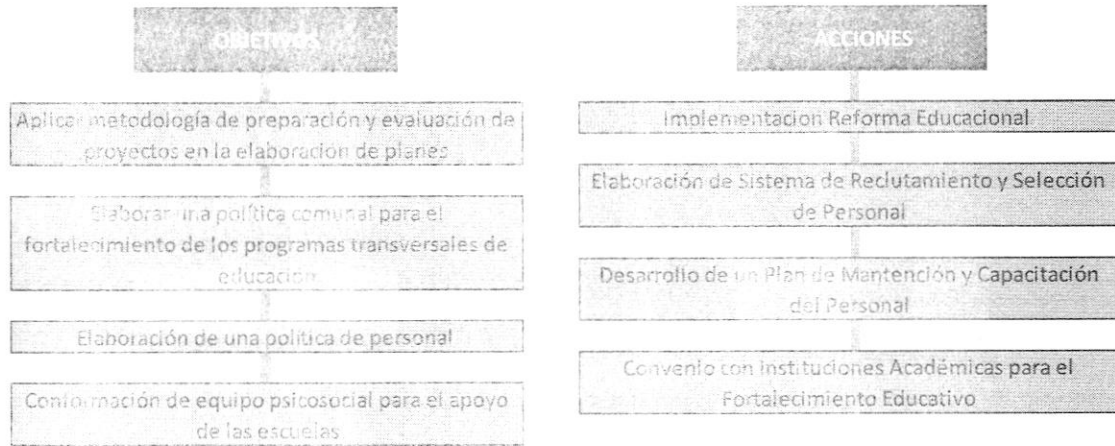 OBJETIVOS
Aplicar metodología de preparación y evaluación de
proyectos en la elaboración de planes
Elaborar una política comunal para el
fortalecimiento de los programas transversales de
educación
Elaboración de una política de personal
Conformación de equipo psicosocial para el apoyo
de las escuelas
ACCIONES
Implementacion Reforma Educacional
Elaboración de Sistema de Reclutamiento y Selección
de Personal
Desarrollo de un Plan de Mantención y Capacitación
del Personal
Convenio con instituciones Académicas para el
Fortalecimiento Educativo